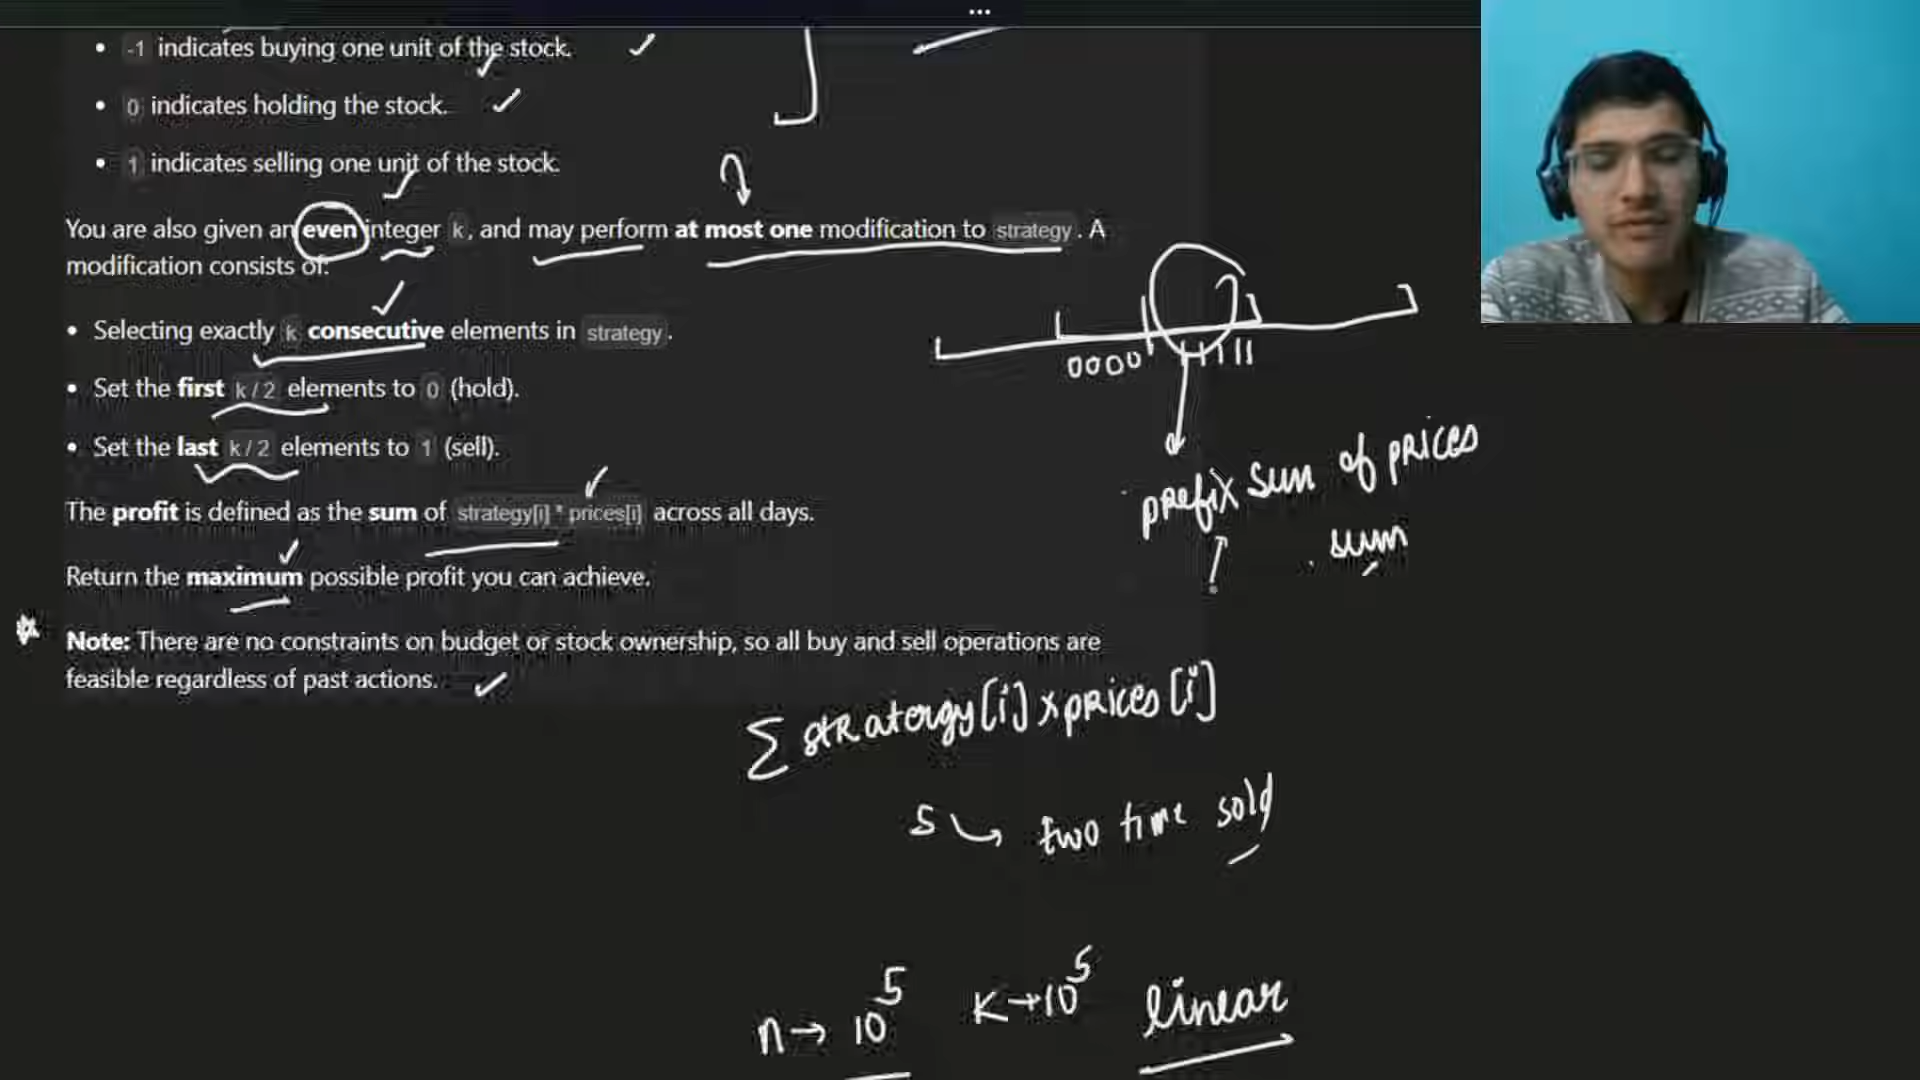 ...
• -1 indicates buying one unit of the stock.
• 0 indicates holding the stock.
• 1 indicates selling one unit of the stock.
You are also given an even integer k, and may perform at most one modification to strategy. A
modification consists of:
• Selecting exactly k consecutive elements in strategy.
• Set the first k/2 elements to 0 (hold).
• Set the last k/2 elements to 1 (sell).
The profit is defined as the sum of strategy[i] * prices[i] across all days.
Return the maximum possible profit you can achieve.
Note: There are no constraints on budget or stock ownership, so all buy and sell operations are
feasible regardless of past actions.
0000
prefix sum of prices
sum
Σ stratergy[i] x prices[i]
5 two time sold
n → 10^5 K → 10^5 linear